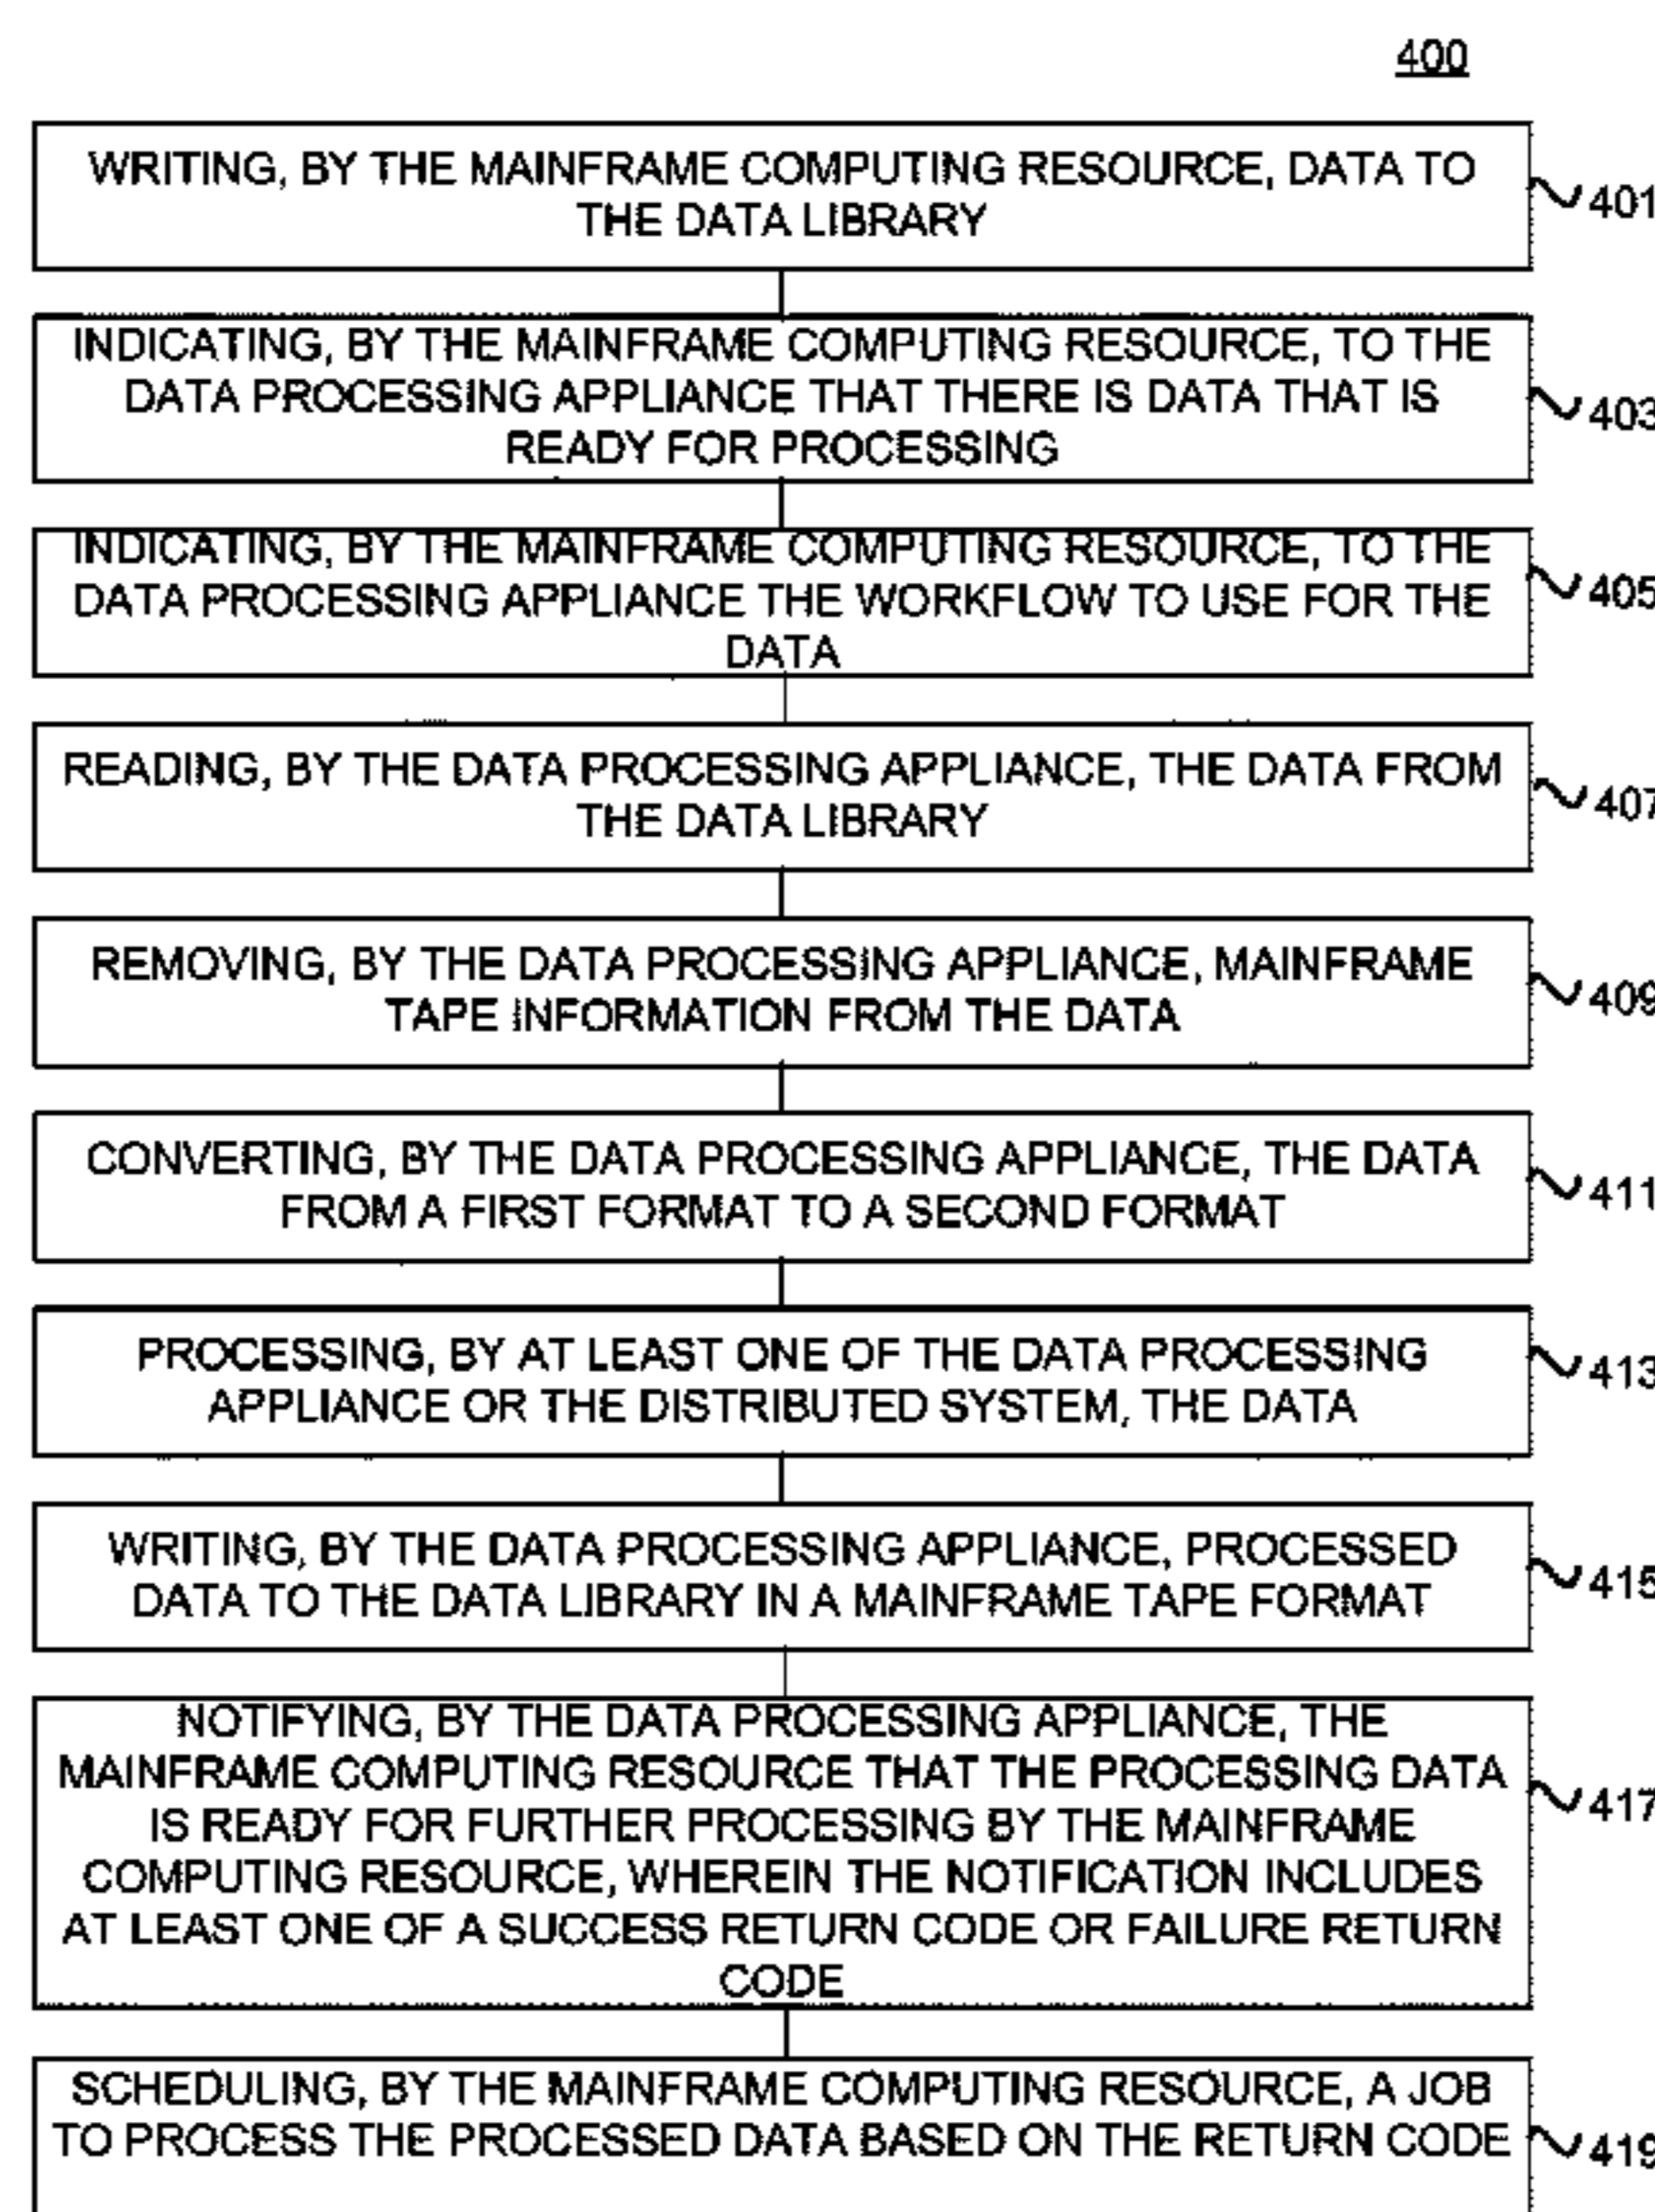 400
WRITING, BY THE MAINFRAME COMPUTING RESOURCE, DATA TO
THE DATA LIBRARY
401
INDICATING, BY THE MAINFRAME COMPUTING RESOURCE, TO THE
DATA PROCESSING APPLIANCE THAT THERE IS DATA THAT IS
READY FOR PROCESSING
403
INDICATING, BY THE MAINFRAME COMPUTING RESOURCE, TO THE
DATA PROCESSING APPLIANCE THE WORKFLOW TO USE FOR THE
DATA
405
READING, BY THE DATA PROCESSING APPLIANCE, THE DATA FROM
THE DATA LIBRARY
407
REMOVING, BY THE DATA PROCESSING APPLIANCE, MAINFRAME
TAPE INFORMATION FROM THE DATA
409
CONVERTING, BY THE DATA PROCESSING APPLIANCE, THE DATA
FROM A FIRST FORMAT TO A SECOND FORMAT
411
PROCESSING, BY AT LEAST ONE OF THE DATA PROCESSING
APPLIANCE OR THE DISTRIBUTED SYSTEM, THE DATA
413
WRITING, BY THE DATA PROCESSING APPLIANCE, PROCESSED
DATA TO THE DATA LIBRARY IN A MAINFRAME TAPE FORMAT
415
NOTIFYING, BY THE DATA PROCESSING APPLIANCE, THE
MAINFRAME COMPUTING RESOURCE THAT THE PROCESSING DATA
IS READY FOR FURTHER PROCESSING BY THE MAINFRAME
COMPUTING RESOURCE, WHEREIN THE NOTIFICATION INCLUDES
AT LEAST ONE OF A SUCCESS RETURN CODE OR FAILURE RETURN
CODE
417
SCHEDULING, BY THE MAINFRAME COMPUTING RESOURCE, A JOB
TO PROCESS THE PROCESSED DATA BASED ON THE RETURN CODE
419